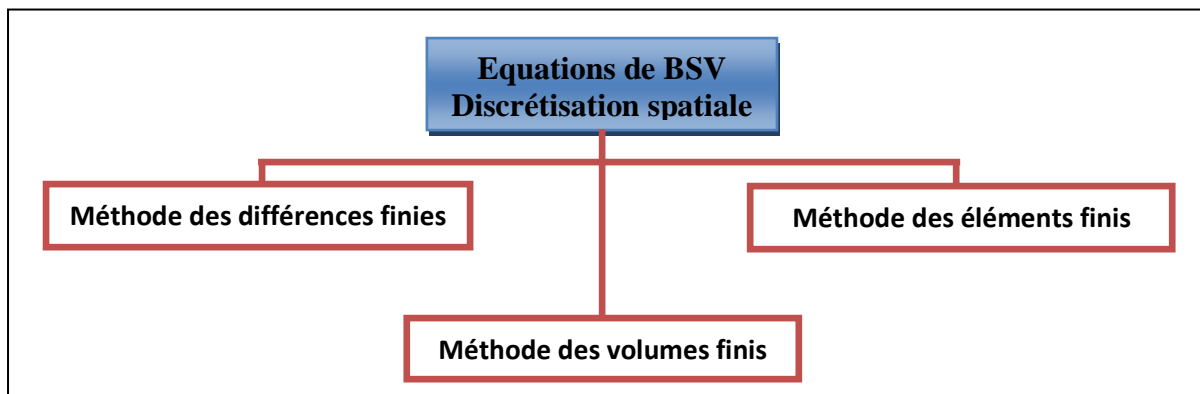 Equations de BSV
Discrétisation spatiale
Méthode des différences finies
Méthode des éléments finis
Méthode des volumes finis